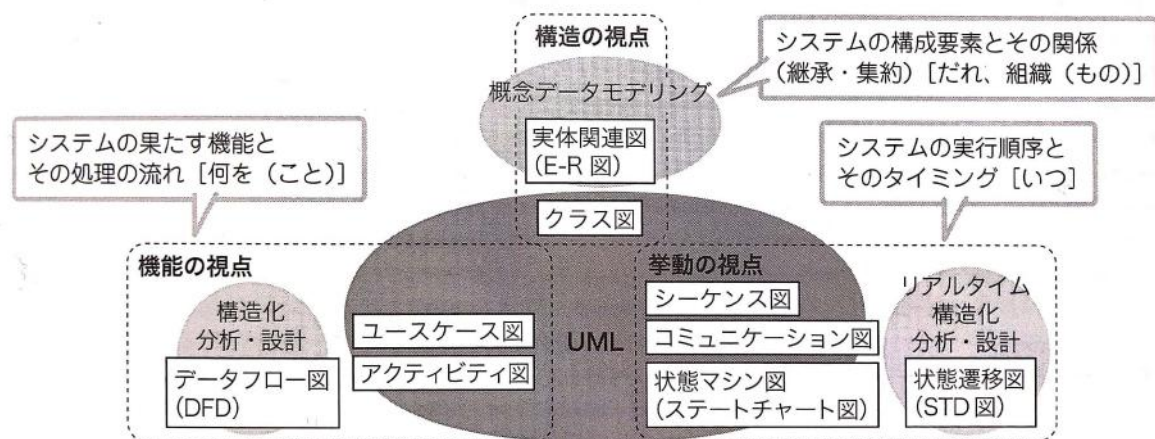 構造の視点
概念データモデリング
実体関連図
(E-R 図)
クラス図
システムの構成要素とその関係
(継承・集約)[だれ、組織(もの)]
システムの果たす機能と
その処理の流れ[何を(こと)]
システムの実行順序と
そのタイミング[いつ]
機能の視点
構造化
分析・設計
データフロー図
(DFD)
ユースケース図
アクティビティ図
UML
挙動の視点
シーケンス図
コミュニケーション図
状態マシン図
(ステートチャート図)
リアルタイム
構造化
分析・設計
状態遷移図
(STD 図)